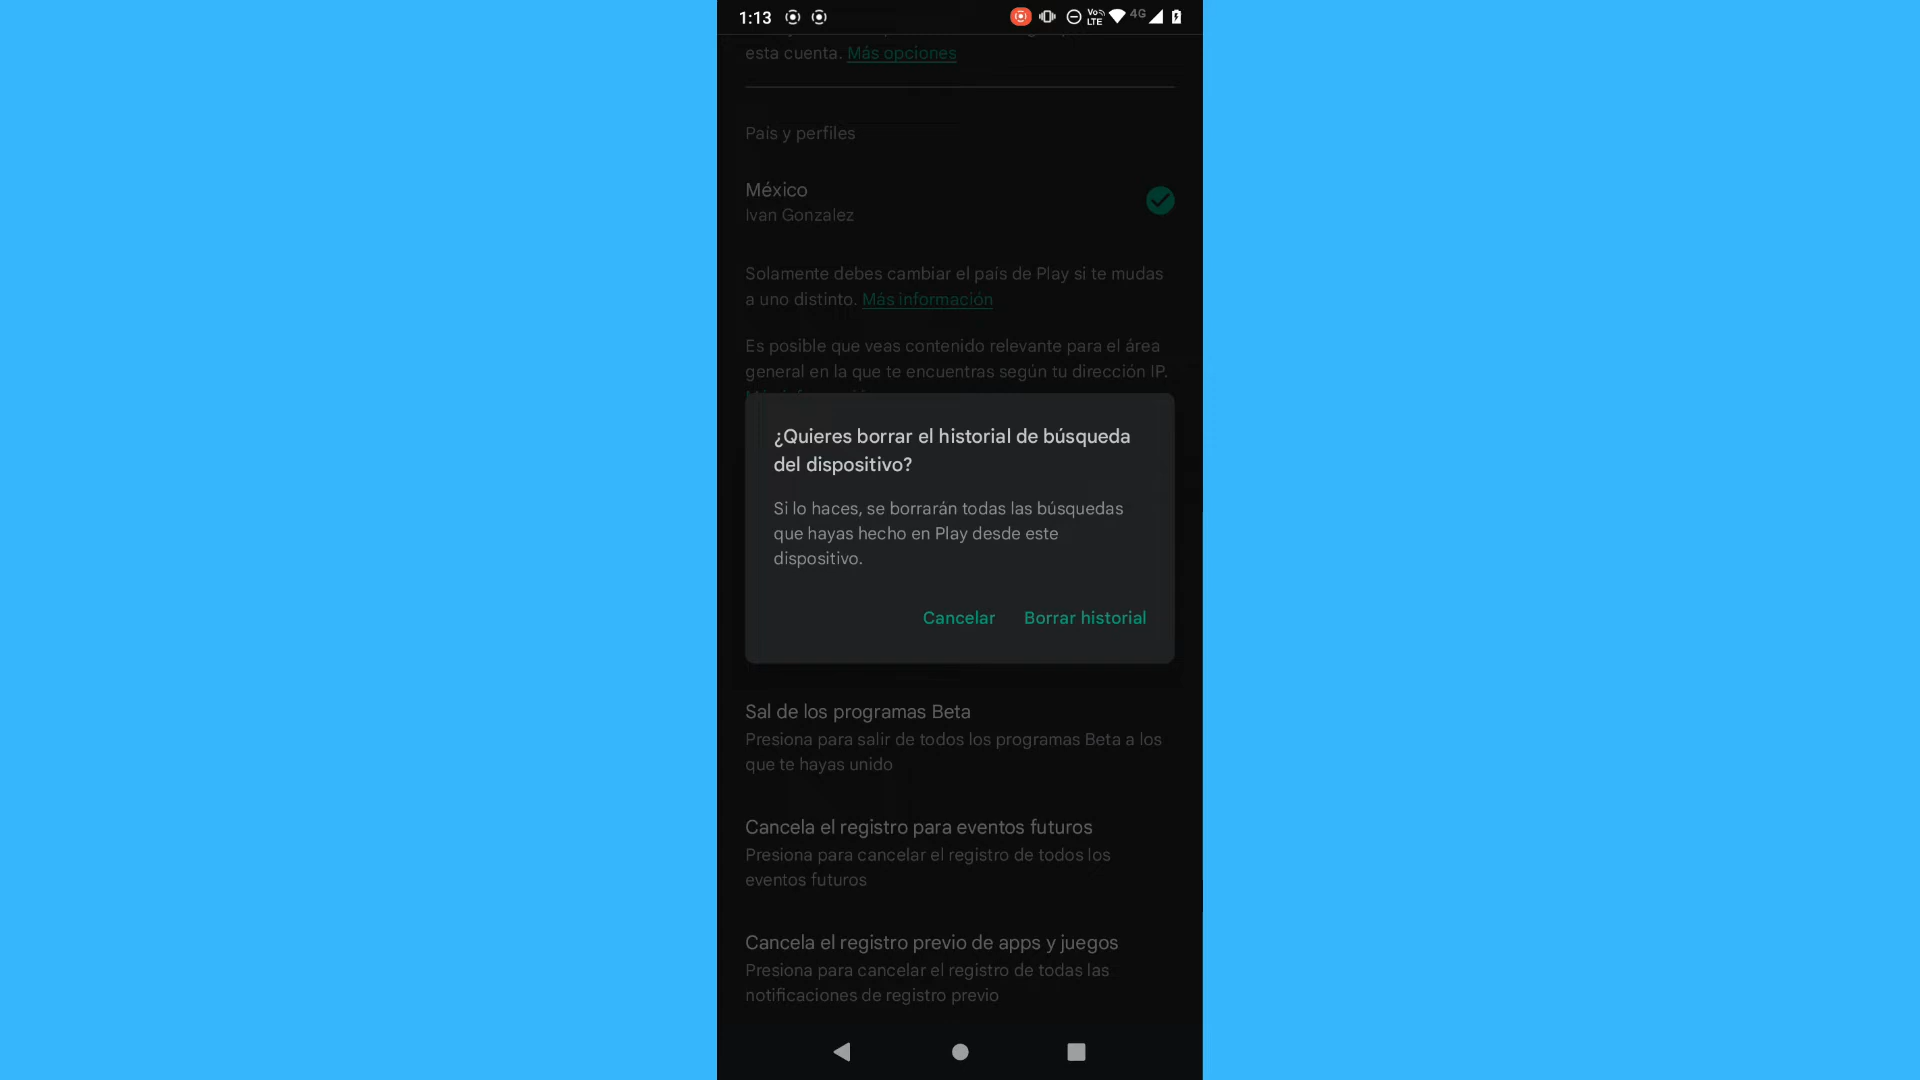 1:13
Vo LTE 4G
esta cuenta. Más opciones
País y perfiles
México
Ivan Gonzalez
Solamente debes cambiar el país de Play si te mudas
a uno distinto. Más información
Es posible que veas contenido relevante para el área
general en la que te encuentras según tu dirección IP.
¿Quieres borrar el historial de búsqueda
del dispositivo?
Si lo haces, se borrarán todas las búsquedas
que hayas hecho en Play desde este
dispositivo.
Cancelar Borrar historial
Sal de los programas Beta
Presiona para salir de todos los programas Beta a los
que te hayas unido
Cancela el registro para eventos futuros
Presiona para cancelar el registro de todos los
eventos futuros
Cancela el registro previo de apps y juegos
Presiona para cancelar el registro de todas las
notificaciones de registro previo